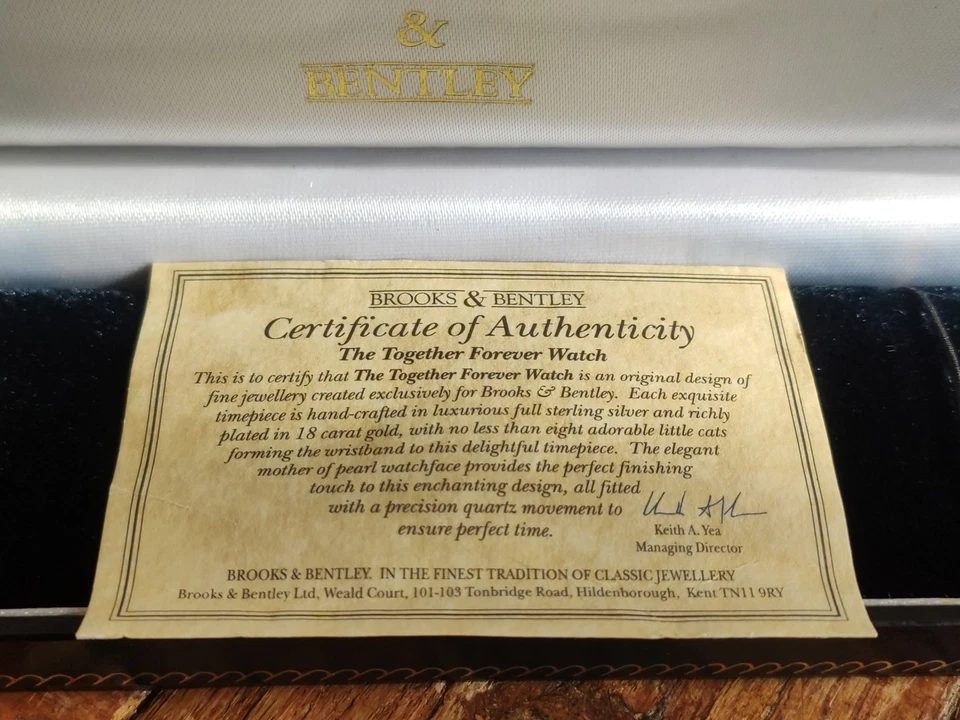 &
BENTLEY
BROOKS & BENTLEY
Certificate of Authenticity
The Together Forever Watch
This is to certify that The Together Forever Watch is an original design of
fine jewellery created exclusively for Brooks & Bentley. Each exquisite
timepiece is hand-crafted in luxurious full sterling silver and richly
plated in 18 carat gold, with no less than eight adorable little cats
forming the wristband to this delightful timepiece. The elegant
mother of pearl watchface provides the perfect finishing
touch to this enchanting design, all fitted
with a precision quartz movement to
ensure perfect time.
Keith A. Yea
Managing Director
BROOKS & BENTLEY. IN THE FINEST TRADITION OF CLASSIC JEWELLERY
Brooks & Bentley Ltd, Weald Court, 101-103 Tonbridge Road, Hildenborough, Kent TN11 9RY